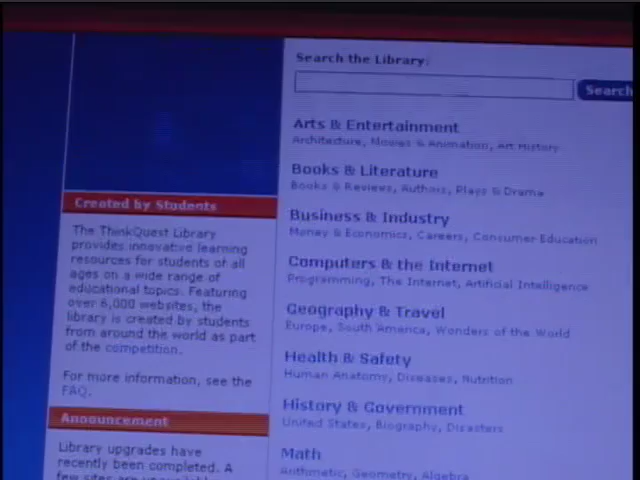 Search the Library:
Search
Arts & Entertainment
Architecture, Movies & Animation, Art History
Books & Literature
Books & Reviews, Authors, Plays & Drama
Business & Industry
Money & Economics, Careers, Consumer Education
Computers & the Internet
Programming, The Internet, Artificial Intelligence
Geography & Travel
Europe, South America, Wonders of the World
Health & Safety
Human Anatomy, Diseases, Nutrition
History & Government
United States, Biography, Disasters
Math
Arithmetic, Geometry, Algebra
Created by Students
The ThinkQuest Library
provides innovative learning
resources for students of all
ages on a wide range of
educational topics. Featuring
over 6,000 websites, the
library is created by students
from around the world as part
of the competition.
For more information, see the
FAQ.
Announcement
Library upgrades have
recently been completed. A
few sites are